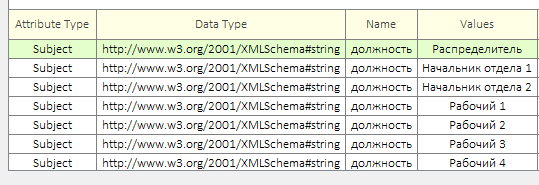 Attribute Type Data Type Name Values
Subject http://www.w3.org/2001/XMLSchema#string должность Распределитель
Subject http://www.w3.org/2001/XMLSchema#string должность Начальник отдела 1
Subject http://www.w3.org/2001/XMLSchema#string должность Начальник отдела 2
Subject http://www.w3.org/2001/XMLSchema#string должность Рабочий 1
Subject http://www.w3.org/2001/XMLSchema#string должность Рабочий 2
Subject http://www.w3.org/2001/XMLSchema#string должность Рабочий 3
Subject http://www.w3.org/2001/XMLSchema#string должность Рабочий 4